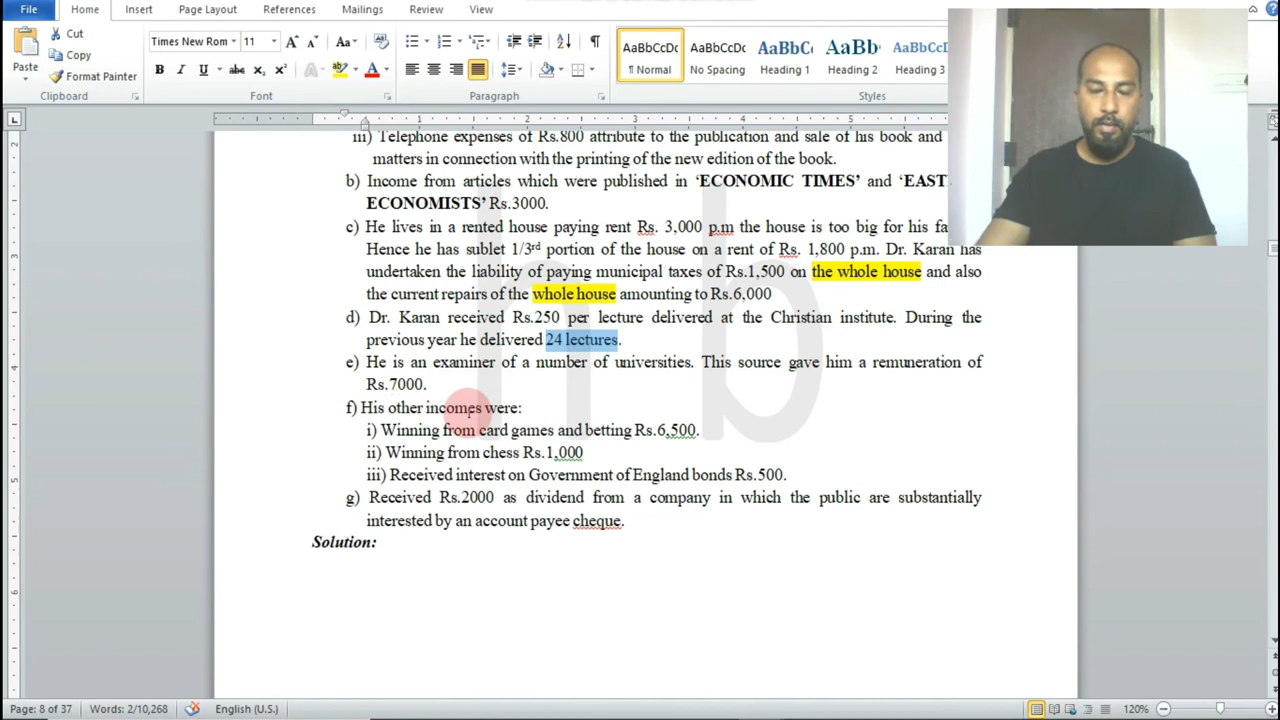 File Home Insert Page Layout References Mailings Review View
Cut
Copy
Format Painter
Paste
Clipboard
Times New Rom 11
Font
Paragraph
AaBbCcDc AaBbCcDc AaBbC AaBb AaBbCcD
¶ Normal No Spacing Heading 1 Heading 2 Heading 3
Styles
iii) Telephone expenses of Rs.800 attribute to the publication and sale of his book and
matters in connection with the printing of the new edition of the book.
b) Income from articles which were published in ‘ECONOMIC TIMES’ and
ECONOMISTS’ Rs.3000.
c) He lives in a rented house paying rent Rs. 3,000 p.m the house is too big for his
Hence he has sublet 1/3rd portion of the house on a rent of Rs. 1,800 p.m. Dr. Karan has
undertaken the liability of paying municipal taxes of Rs.1,500 on the whole house and also
the current repairs of the whole house amounting to Rs.6,000
d) Dr. Karan received Rs.250 per lecture delivered at the Christian institute. During the
previous year he delivered 24 lectures.
e) He is an examiner of a number of universities. This source gave him a remuneration of
Rs.7000.
f) His other incomes were:
i) Winning from card games and betting Rs.6,500.
ii) Winning from chess Rs.1,000
iii) Received interest on Government of England bonds Rs.500.
g) Received Rs.2000 as dividend from a company in which the public are substantially
interested by an account payee cheque.
Solution:
h b
Page: 8 of 37 Words: 2/10,268 English (U.S.) 120%